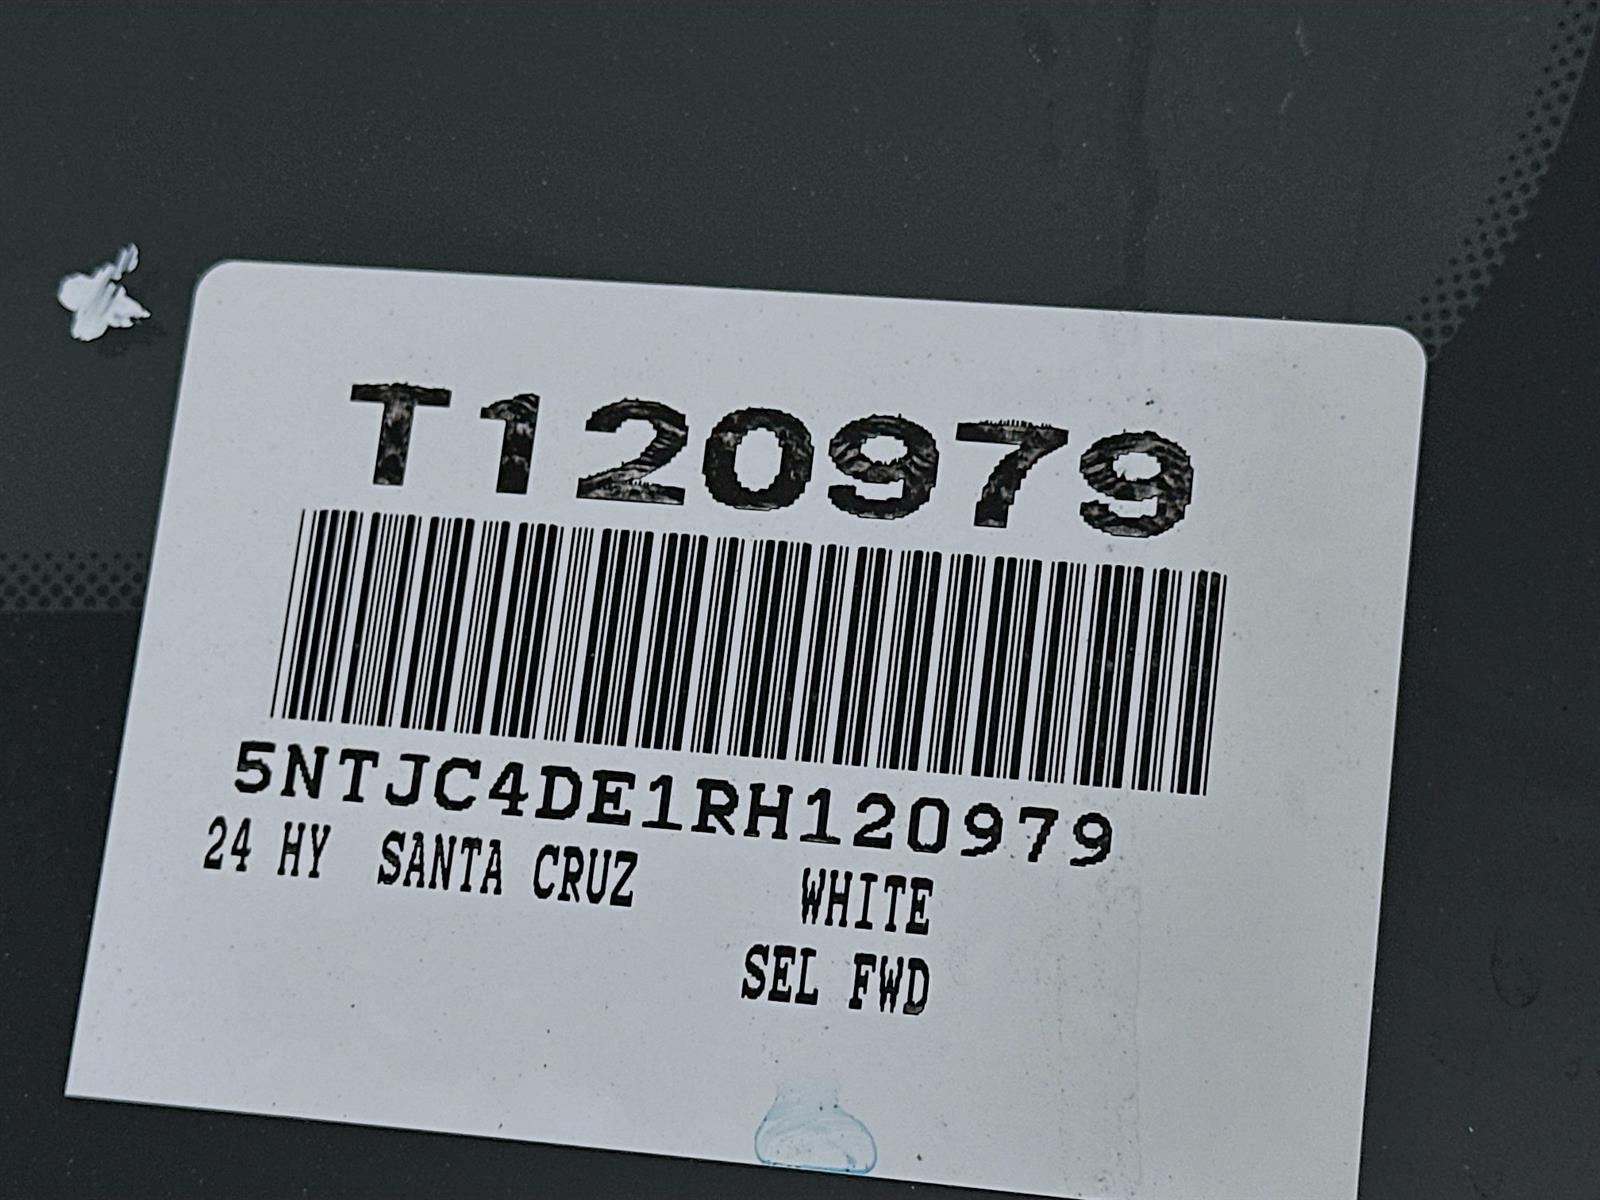 T120979
5NTJC4DE1RH120979
24 HY SANTA CRUZ WHITE
SEL FWD